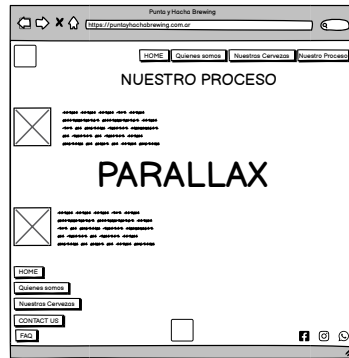 Punta y Hacha Brewing
https://puntayhachabrewing.com.ar
HOME
Quienes somos
Nuestras Cervezas
Nuestro Proceso
NUESTRO PROCESO
PARALLAX
HOME
Quienes somos
Nuestras Cervezas
CONTACT US
FAQ